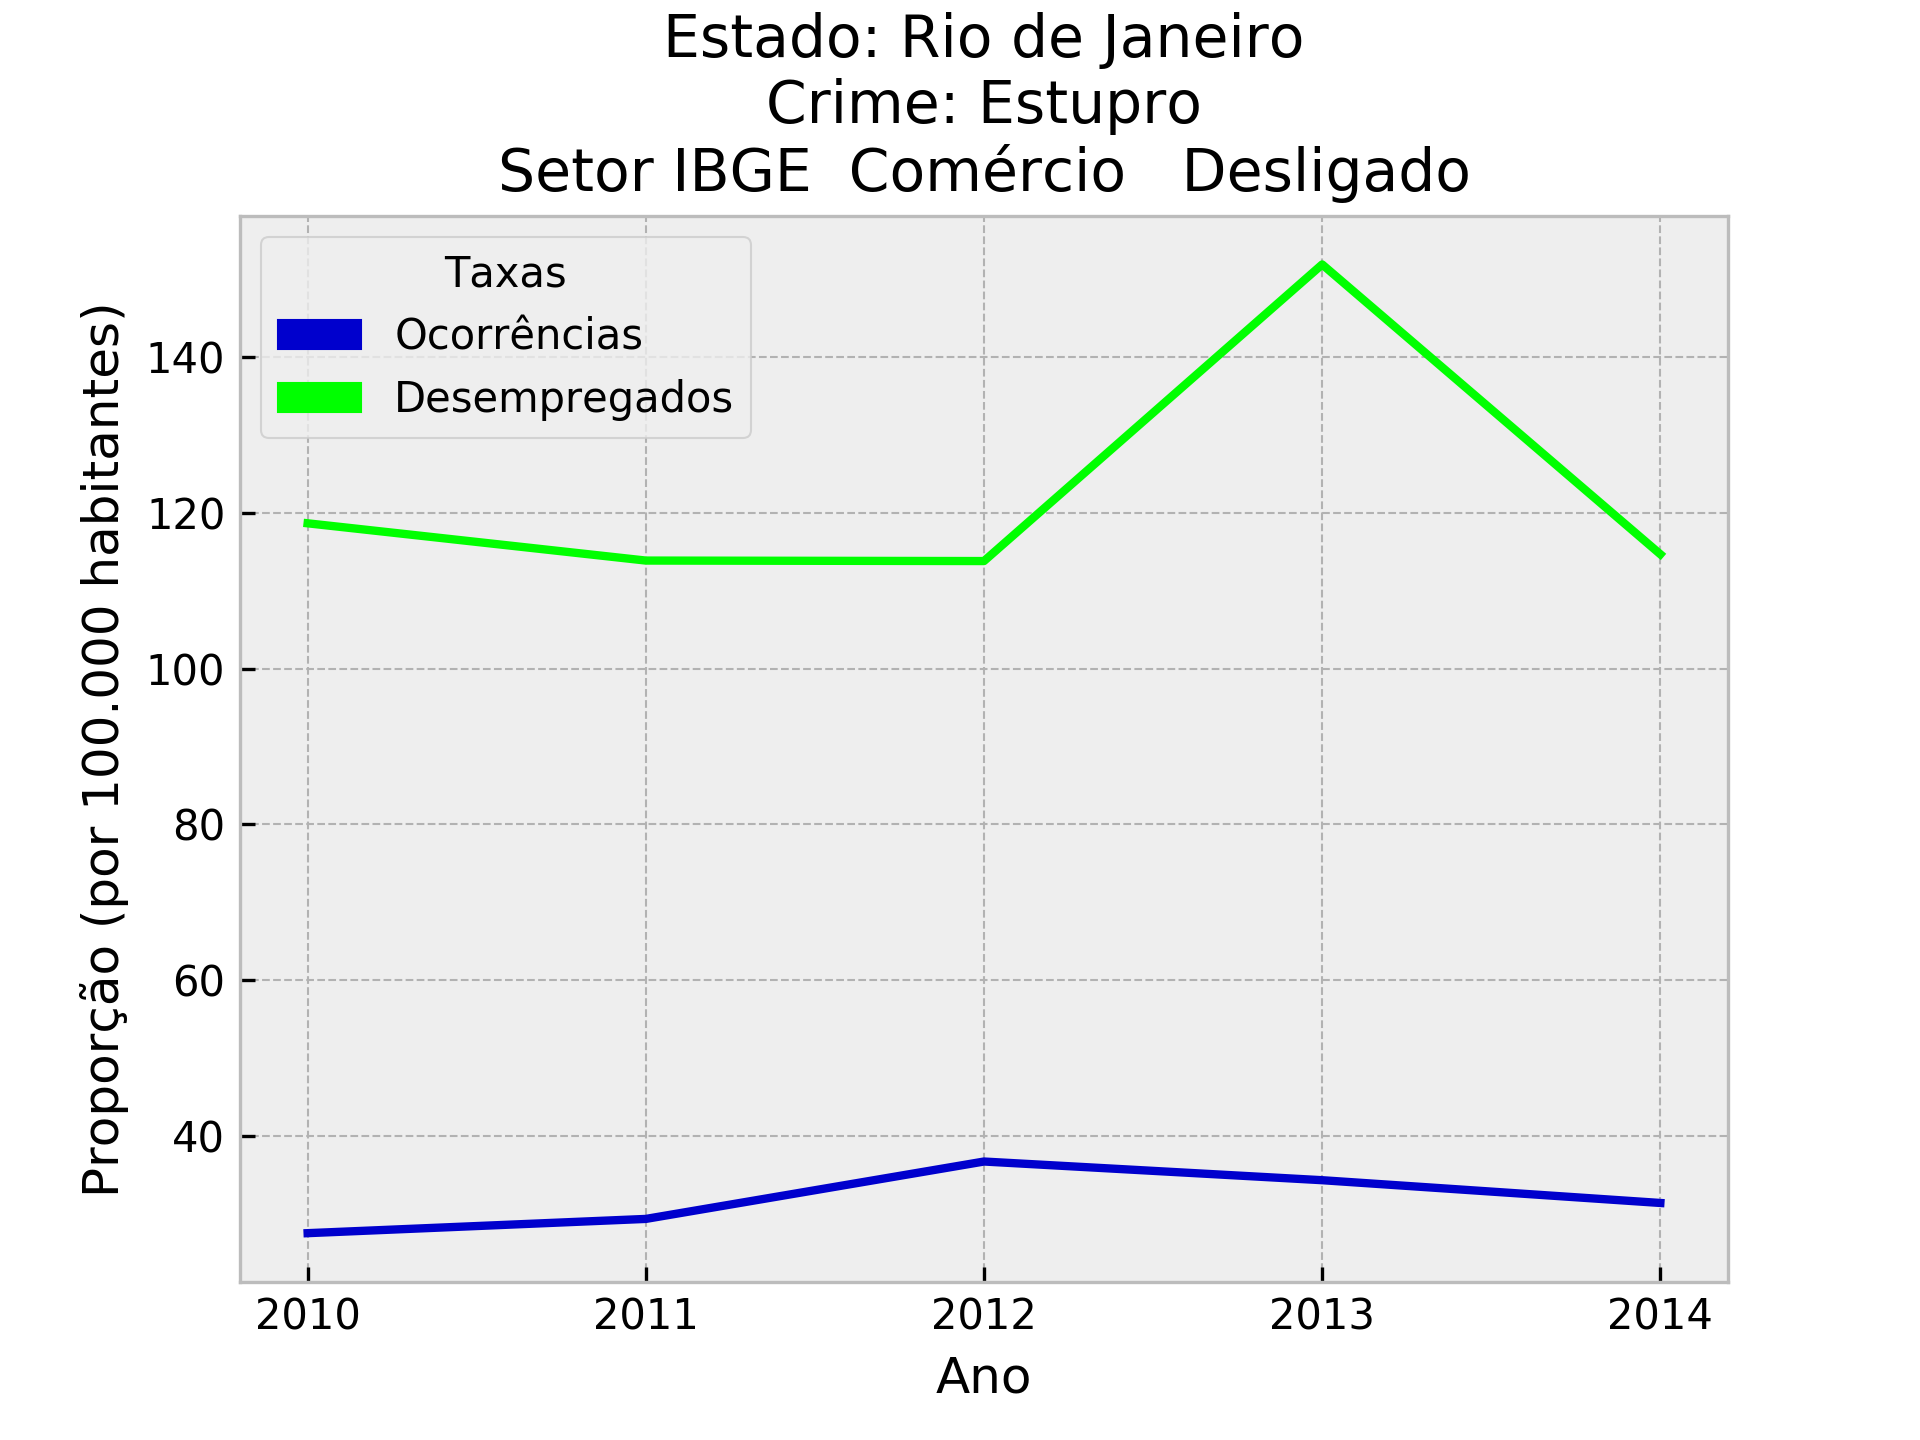 Estado: Rio de Janeiro
Crime: Estupro
Setor IBGE  Comércio   Desligado
Taxas
Ocorrências
Desempregados
Proporção (por 100.000 habitantes)
140
120
100
80
60
40
2010
2011
2012
2013
2014
Ano